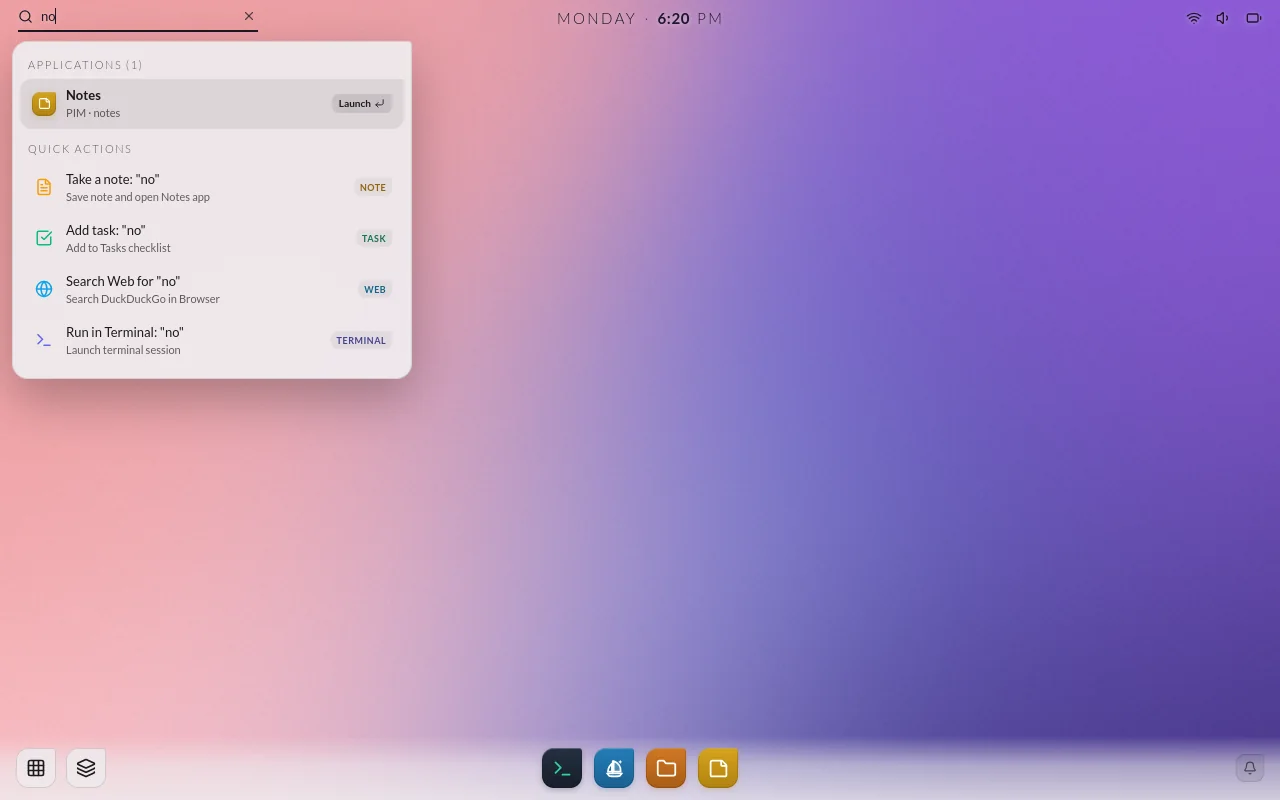 no
MONDAY · 6:20 PM
APPLICATIONS (1)
Notes
PIM · notes
Launch
QUICK ACTIONS
Take a note: "no"
Save note and open Notes app
NOTE
Add task: "no"
Add to Tasks checklist
TASK
Search Web for "no"
Search DuckDuckGo in Browser
WEB
Run in Terminal: "no"
Launch terminal session
TERMINAL